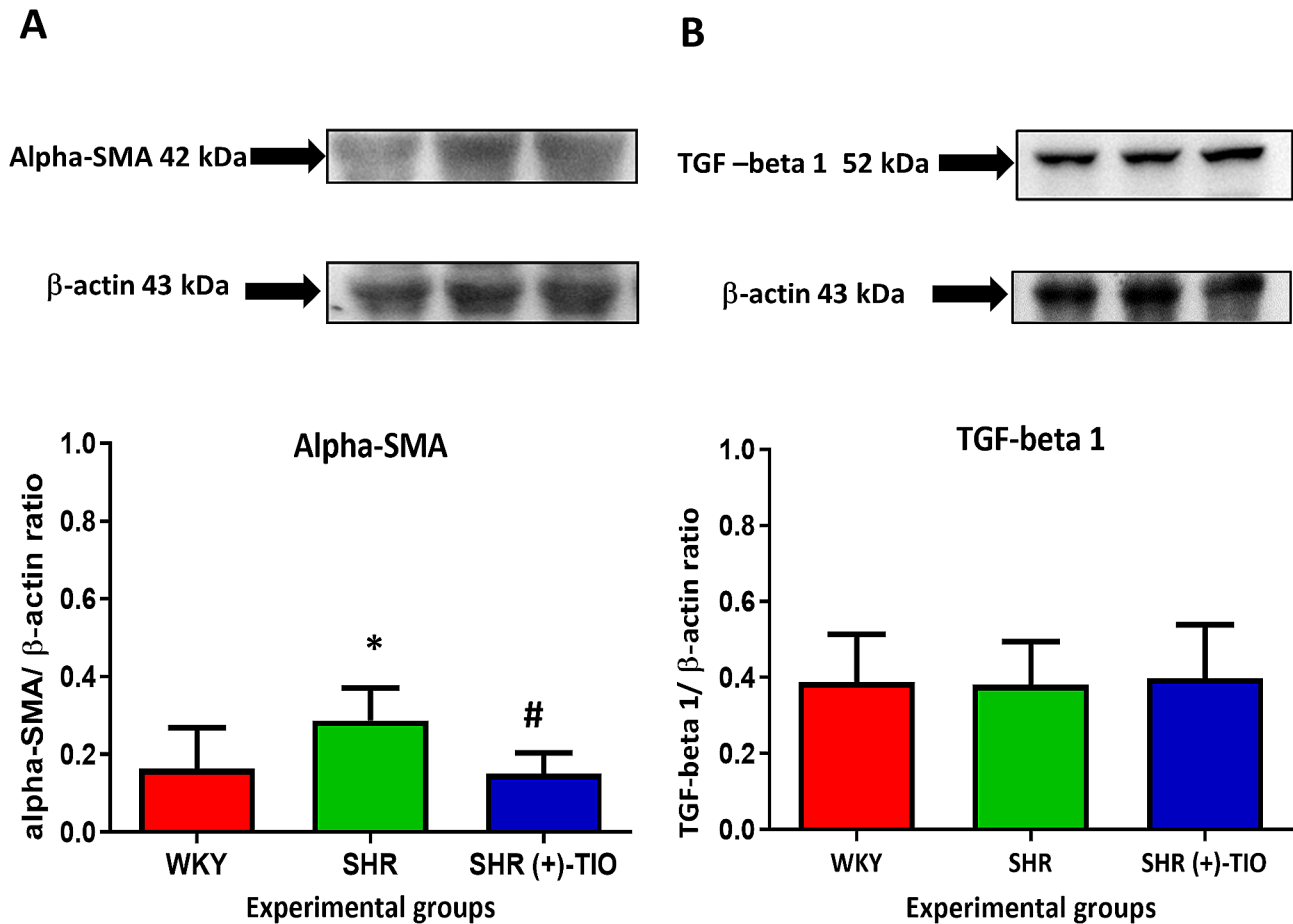 A
Alpha-SMA 42 kDa
β-actin 43 kDa
Alpha-SMA
alpha-SMA/ β-actin ratio
1.0
0.8
0.6
0.4
0.2
0.0
*
#
WKY SHR SHR (+)-TIO
Experimental groups
B
TGF –beta 1 52 kDa
β-actin 43 kDa
TGF-beta 1
TGF-beta 1/ β-actin ratio
1.0
0.8
0.6
0.4
0.2
0.0
WKY SHR SHR (+)-TIO
Experimental groups